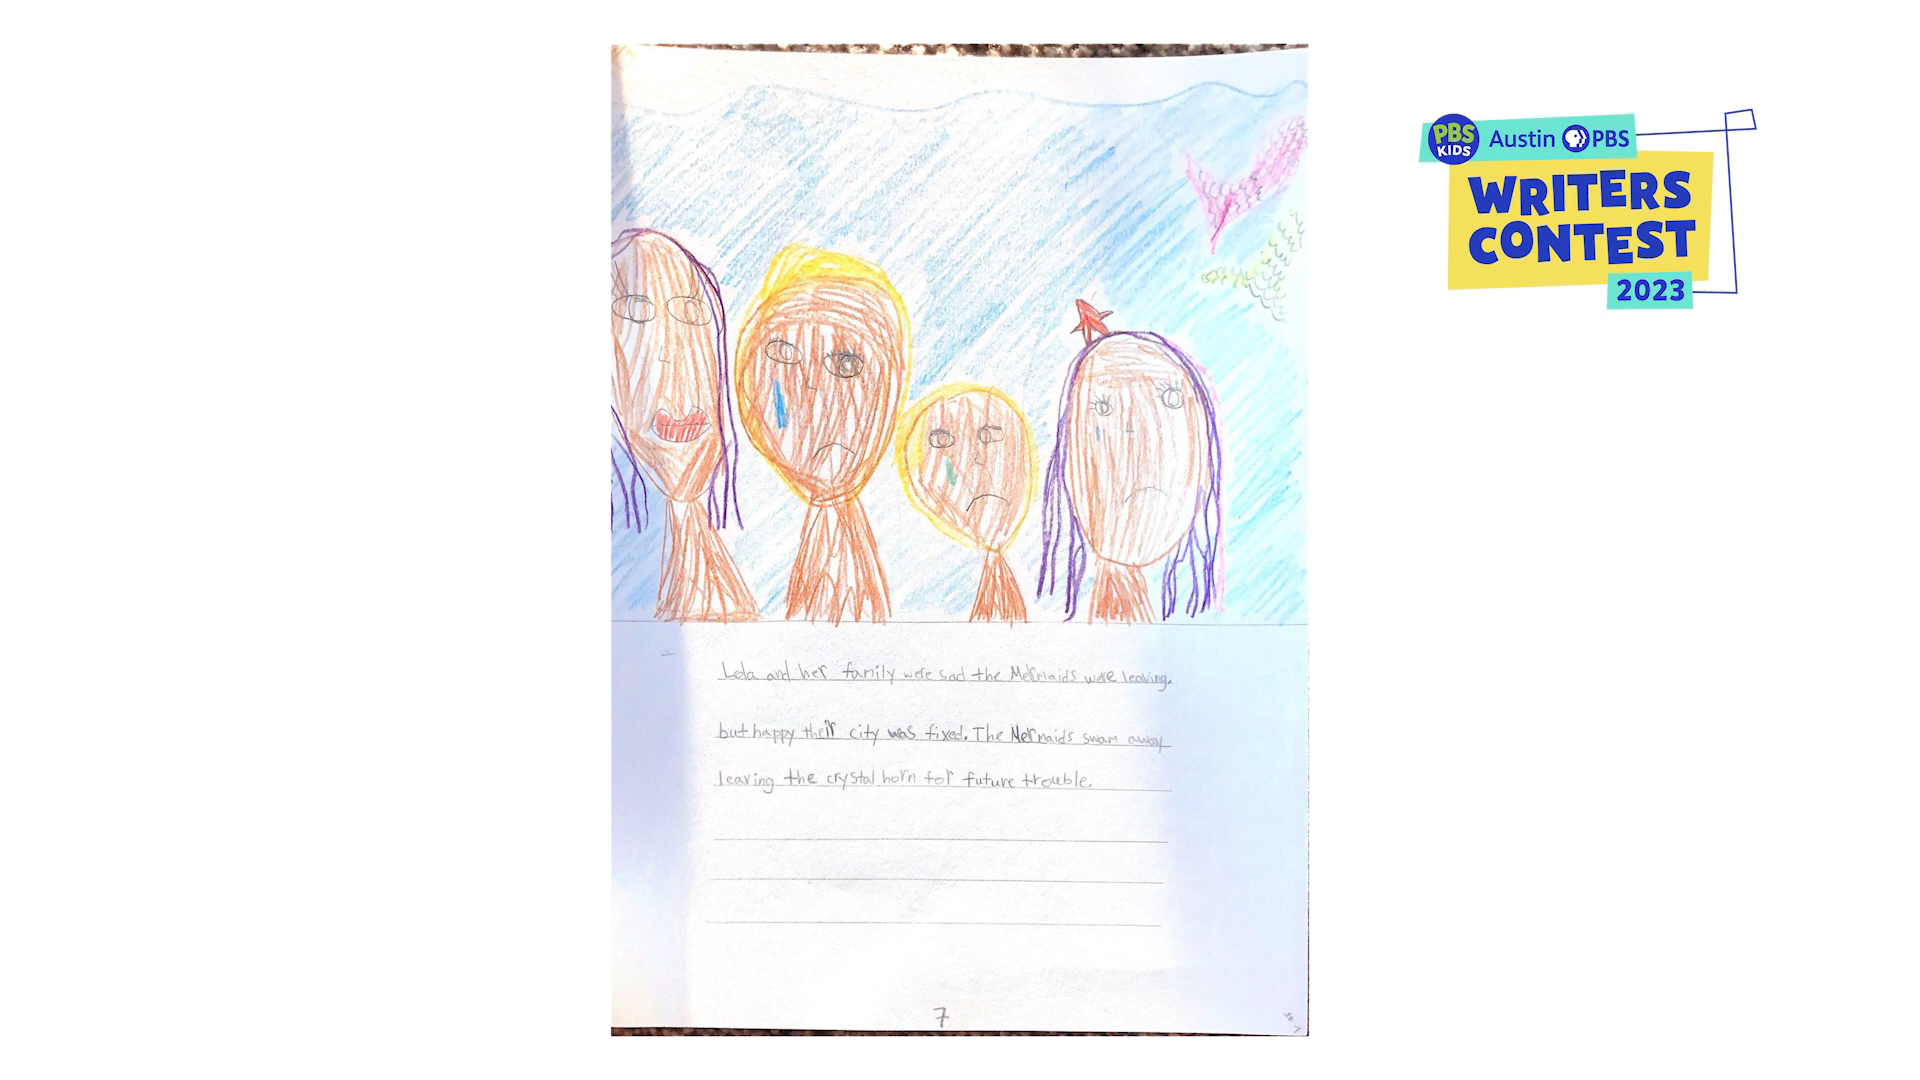 PBS KIDS
Austin PBS
WRITERS
CONTEST
2023
Lola and her family were sad the Mermaids were leaving.
but happy their city was fixed. The Mermaids swam away
leaving the crystal horn for future trouble.
7